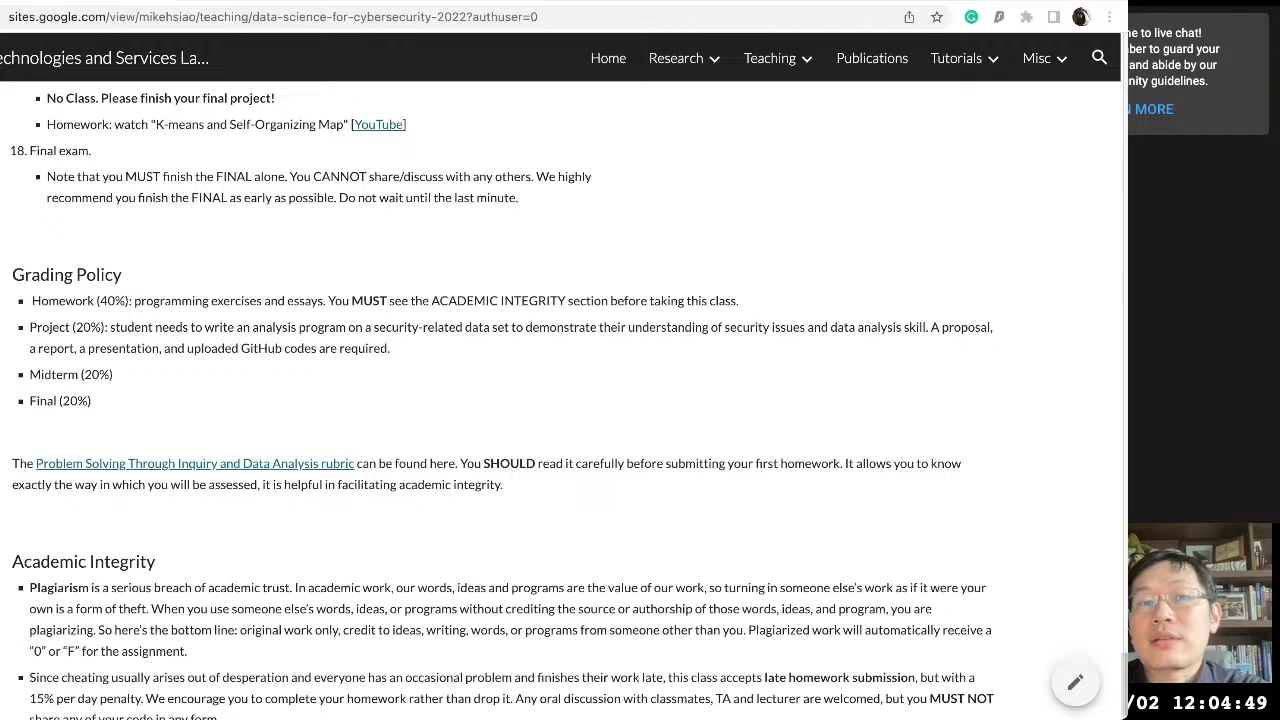 sites.google.com/view/mikehsiao/teaching/data-science-for-cybersecurity-2022?authuser=0
echnologies and Services La...
Home Research Teaching Publications Tutorials Misc
ne to live chat!
ber to guard your
and abide by our
nity guidelines.
N MORE
No Class. Please finish your final project!
Homework: watch "K-means and Self-Organizing Map" [YouTube]
18. Final exam.
Note that you MUST finish the FINAL alone. You CANNOT share/discuss with any others. We highly
recommend you finish the FINAL as early as possible. Do not wait until the last minute.
Grading Policy
Homework (40%): programming exercises and essays. You MUST see the ACADEMIC INTEGRITY section before taking this class.
Project (20%): student needs to write an analysis program on a security-related data set to demonstrate their understanding of security issues and data analysis skill. A proposal,
a report, a presentation, and uploaded GitHub codes are required.
Midterm (20%)
Final (20%)
The Problem Solving Through Inquiry and Data Analysis rubric can be found here. You SHOULD read it carefully before submitting your first homework. It allows you to know
exactly the way in which you will be assessed, it is helpful in facilitating academic integrity.
Academic Integrity
Plagiarism is a serious breach of academic trust. In academic work, our words, ideas and programs are the value of our work, so turning in someone else's work as if it were your
own is a form of theft. When you use someone else's words, ideas, or programs without crediting the source or authorship of those words, ideas, and program, you are
plagiarizing. So here's the bottom line: original work only, credit to ideas, writing, words, or programs from someone other than you. Plagiarized work will automatically receive a
“0” or “F” for the assignment.
Since cheating usually arises out of desperation and everyone has an occasional problem and finishes their work late, this class accepts late homework submission, but with a
15% per day penalty. We encourage you to complete your homework rather than drop it. Any oral discussion with classmates, TA and lecturer are welcomed, but you MUST NOT
share any of your code in any form.
/02 12:04:49